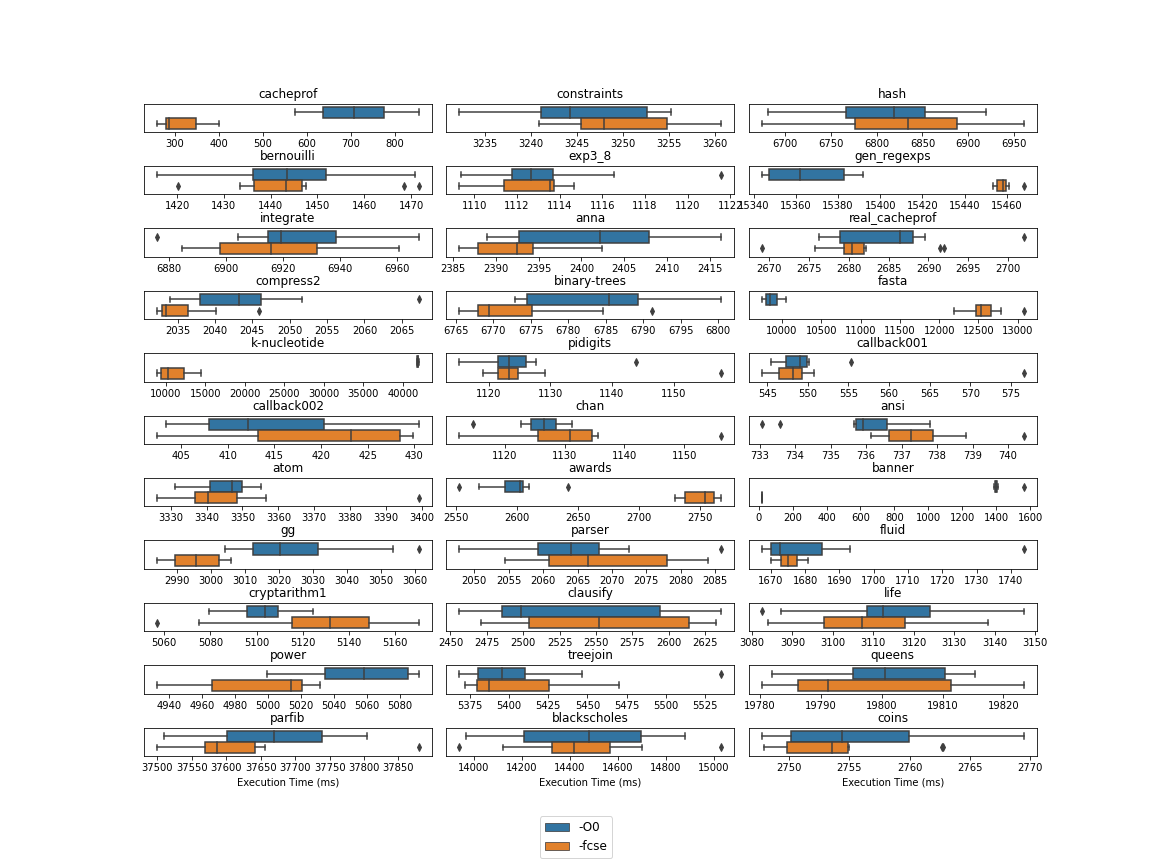 cacheprof constraints hash
300 400 500 600 700 800 3235 3240 3245 3250 3255 3260 6700 6750 6800 6850 6900 6950
bernouilli exp3_8 gen_regexps
1420 1430 1440 1450 1460 1470 1110 1112 1114 1116 1118 1120 1122 15340 15360 15380 15400 15420 15440 15460
integrate anna real_cacheprof
6880 6900 6920 6940 6960 2385 2390 2395 2400 2405 2410 2415 2670 2675 2680 2685 2690 2695 2700
compress2 binary-trees fasta
2035 2040 2045 2050 2055 2060 2065 6765 6770 6775 6780 6785 6790 6795 6800 10000 10500 11000 11500 12000 12500 13000
k-nucleotide pidigits callback001
10000 15000 20000 25000 30000 35000 40000 1120 1130 1140 1150 545 550 555 560 565 570 575
callback002 chan ansi
405 410 415 420 425 430 1120 1130 1140 1150 733 734 735 736 737 738 739 740
atom awards banner
3330 3340 3350 3360 3370 3380 3390 3400 2550 2600 2650 2700 2750 0 200 400 600 800 1000 1200 1400 1600
gg parser fluid
2990 3000 3010 3020 3030 3040 3050 3060 2050 2055 2060 2065 2070 2075 2080 2085 1670 1680 1690 1700 1710 1720 1730 1740
cryptarithm1 clausify life
5060 5080 5100 5120 5140 5160 2450 2475 2500 2525 2550 2575 2600 2625 3080 3090 3100 3110 3120 3130 3140 3150
power treejoin queens
4940 4960 4980 5000 5020 5040 5060 5080 5375 5400 5425 5450 5475 5500 5525 19780 19790 19800 19810 19820
parfib blackscholes coins
37500 37550 37600 37650 37700 37750 37800 37850 14000 14200 14400 14600 14800 15000 2750 2755 2760 2765 2770
Execution Time (ms) Execution Time (ms) Execution Time (ms)
-O0
-fcse